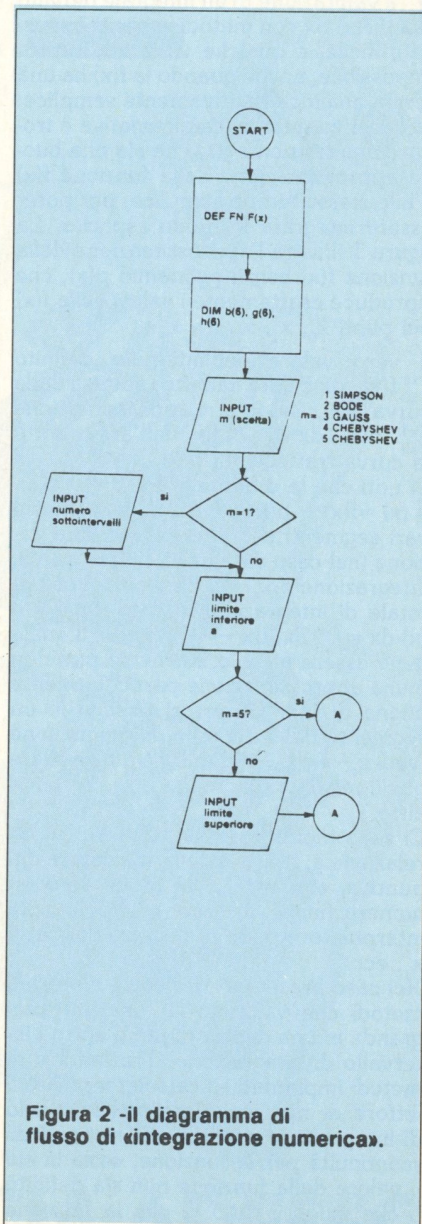 START
DEF FN F(x)
DIM b(6), g(6),
h(6)
INPUT
m (scelta)
m=
1 SIMPSON
2 BODE
3 GAUSS
4 CHEBYSHEV
5 CHEBYSHEV
m=1?
si
INPUT
numero
sottointervalli
no
INPUT
limite
inferiore
a
m=5?
si
A
no
INPUT
limite
superiore
A
Figura 2 -il diagramma di
flusso di «integrazione numerica».